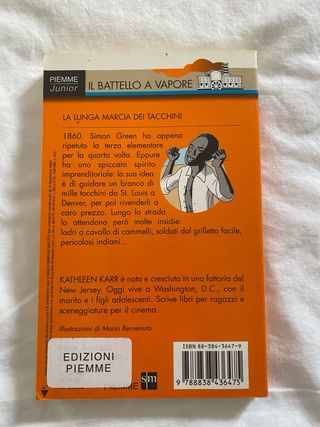 PIEMME
Junior
IL BATTELLO A VAPORE
LA LUNGA MARCIA DEI TACCHINI
1860. Simon Green ha appena
ripetuto la terza elementare
per la quarta volta. Eppure
ha uno spiccato spirito
imprenditoriale: la sua idea
è di guidare un branco di
mille tacchini da St. Louis a
Denver, per poi rivenderli a
caro prezzo. Lungo la strada
lo attendono però molte insidie:
ladri a cavallo di cammelli, soldati dal grilletto facile,
pericolosi indiani...
KATHLEEN KARR è nata e cresciuta in una fattoria del
New Jersey. Oggi vive a Washington, D.C., con il
marito e i figli adolescenti. Scrive libri per ragazzi e
sceneggiature per il cinema.
Illustrazioni di Mario Benvenuto
EDIZIONI
PIEMME
PIEMME
sm
ISBN 88-384-3647-9
9 788838 436475